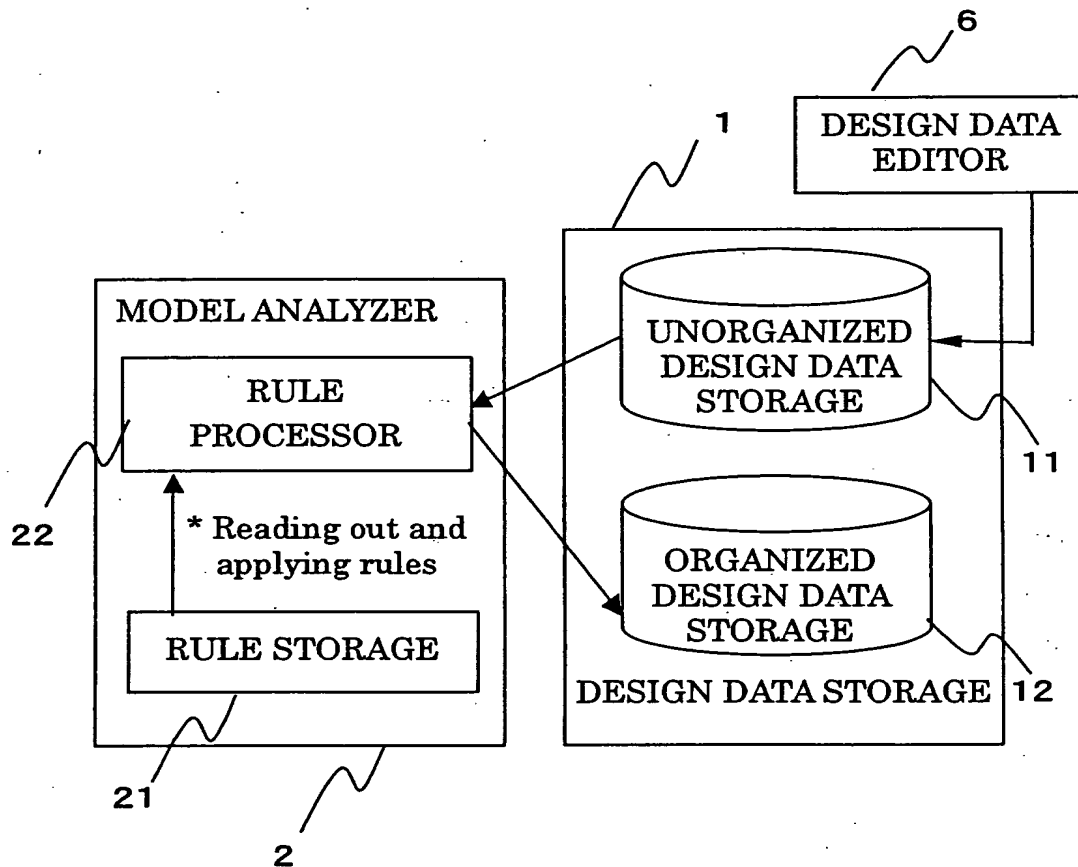 6
DESIGN DATA
EDITOR
1
MODEL ANALYZER
RULE
PROCESSOR
22
* Reading out and
applying rules
RULE STORAGE
21
2
UNORGANIZED
DESIGN DATA
STORAGE
11
ORGANIZED
DESIGN DATA
STORAGE
12
DESIGN DATA STORAGE